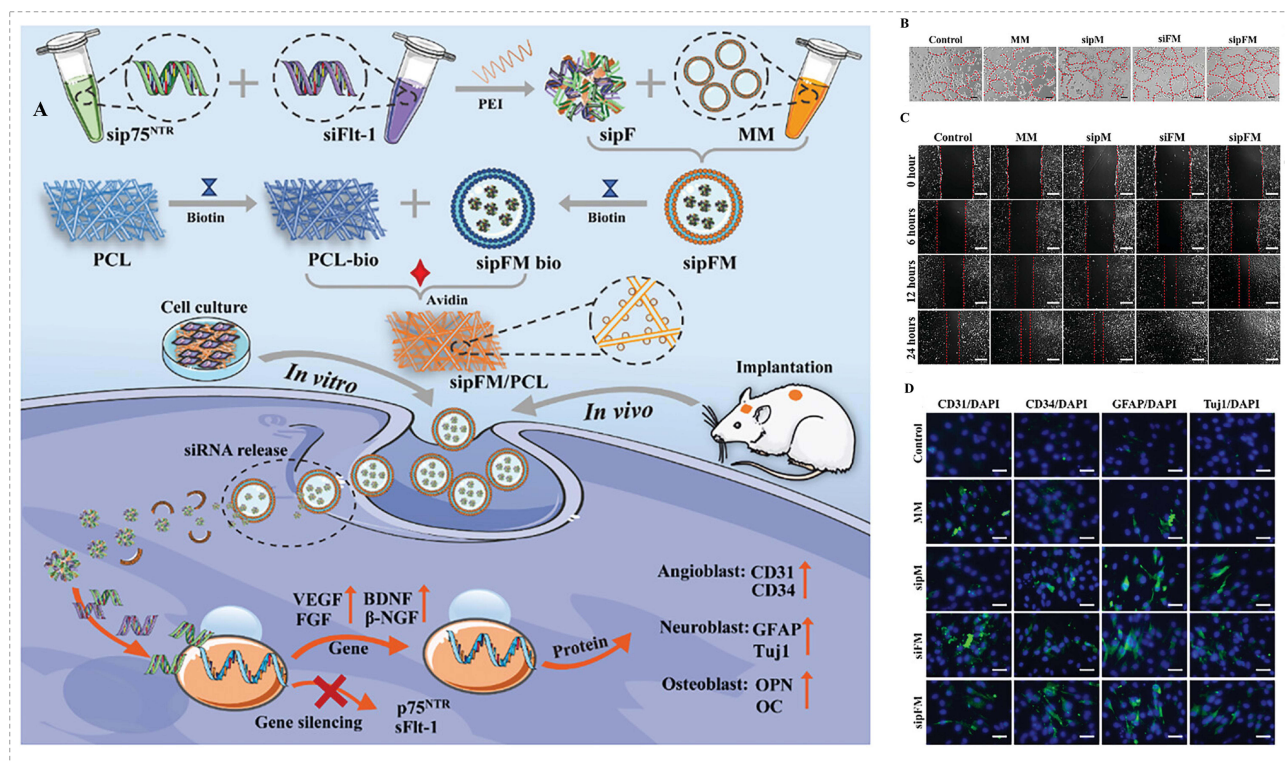 A
sip75NTR
siFlt-1
PEI
sipF
MM
PCL
Biotin
PCL-bio
sipFM bio
Biotin
sipFM
Avidin
Cell culture
sipFM/PCL
In vitro
In vivo
Implantation
siRNA release
VEGF
FGF
BDNF
β-NGF
Gene
Gene silencing
p75NTR
sFlt-1
Protein
Angioblast: CD31
CD34
Neuroblast: GFAP
Tuj1
Osteoblast: OPN
OC
B
Control MM sipM siFM sipFM
C
Control MM sipM siFM sipFM
0 hour
6 hours
12 hours
24 hours
D
CD31/DAPI CD34/DAPI GFAP/DAPI Tuj1/DAPI
Control
MM
sipM
siFM
sipFM